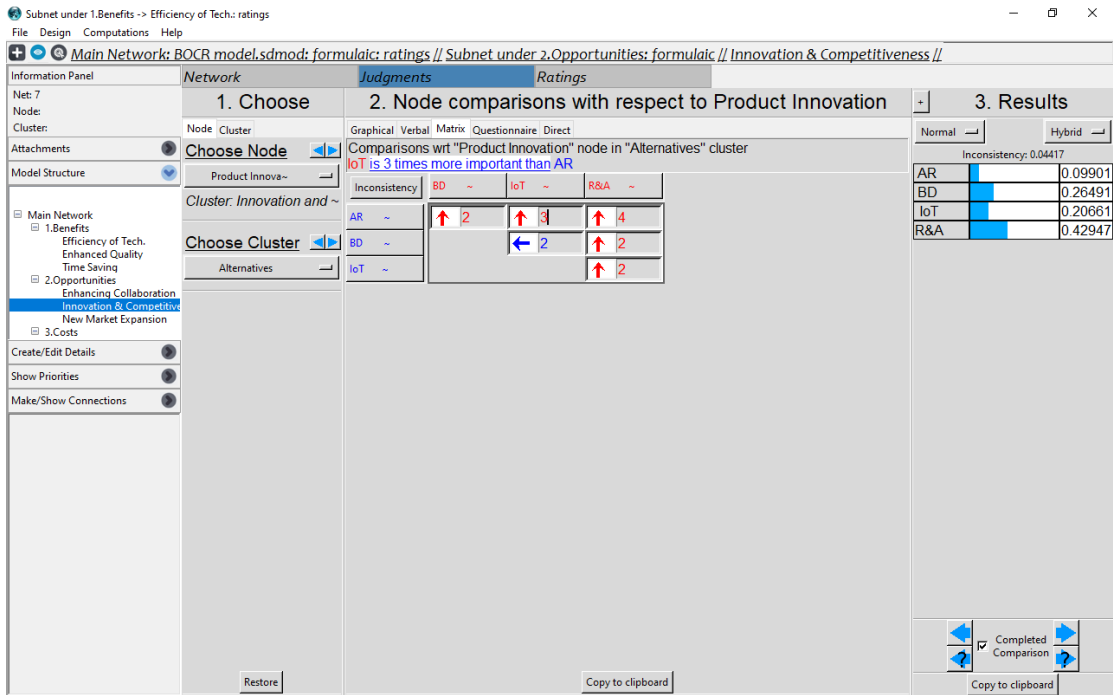 Subnet under 1.Benefits -> Efficiency of Tech.: ratings
File Design Computations Help
Main Network: BOCR model.sdmod: formulaic: ratings // Subnet under 2.Opportunities: formulaic // Innovation & Competitiveness //
Information Panel
Net: 7
Node:
Cluster:
Attachments
Model Structure
Main Network
1.Benefits
Efficiency of Tech.
Enhanced Quality
Time Saving
2.Opportunities
Enhancing Collaboration
Innovation & Competitive
New Market Expansion
3.Costs
Create/Edit Details
Show Priorities
Make/Show Connections
Network Judgments Ratings
1. Choose
Node Cluster
Choose Node
Product Innova~
Cluster: Innovation and ~
Choose Cluster
Alternatives
Restore
2. Node comparisons with respect to Product Innovation
Graphical Verbal Matrix Questionnaire Direct
Comparisons wrt "Product Innovation" node in "Alternatives" cluster
IoT is 3 times more important than AR
Inconsistency BD ~ IoT ~ R&A ~
AR ~ 2 3 4
BD ~ 2 2
IoT ~ 2
Copy to clipboard
+ 3. Results
Normal Hybrid
Inconsistency: 0.04417
AR 0.09901
BD 0.26491
IoT 0.20661
R&A 0.42947
Completed
Comparison
Copy to clipboard